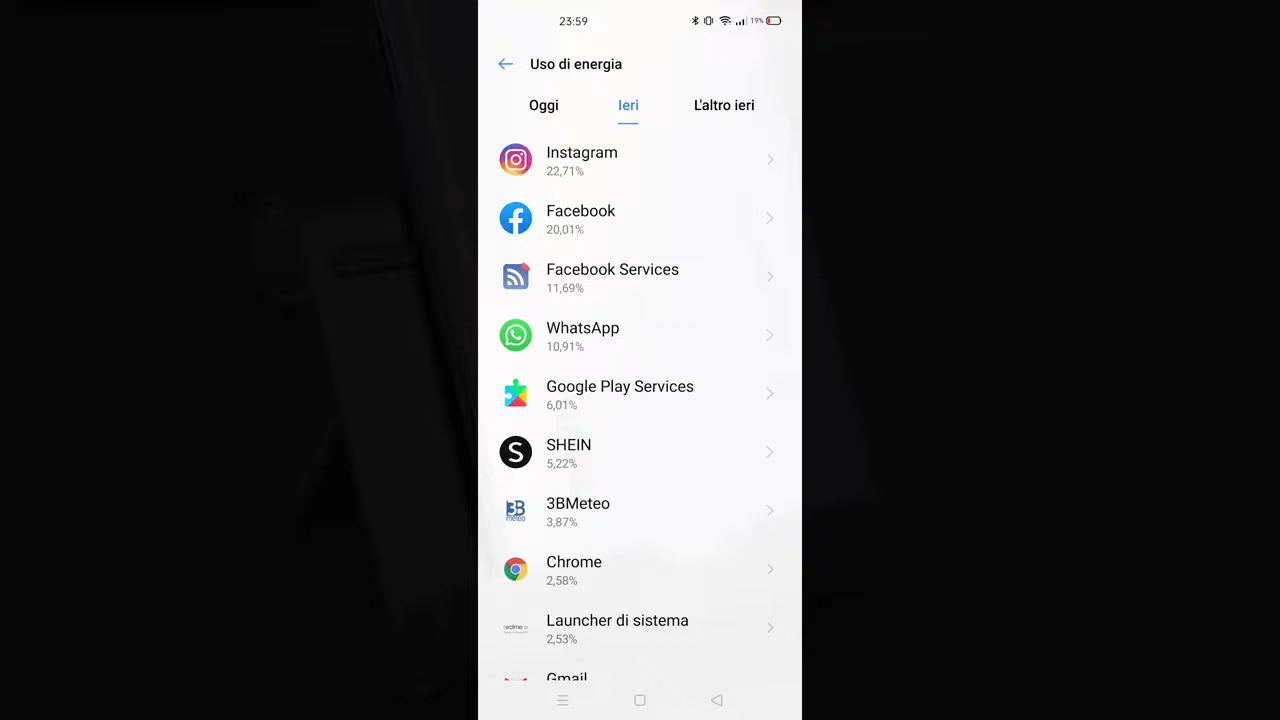 23:59
19%
Uso di energia
Oggi
Ieri
L'altro ieri
Instagram
22,71%
Facebook
20,01%
Facebook Services
11,69%
WhatsApp
10,91%
Google Play Services
6,01%
SHEIN
5,22%
3BMeteo
3,87%
Chrome
2,58%
Launcher di sistema
2,53%
Gmail